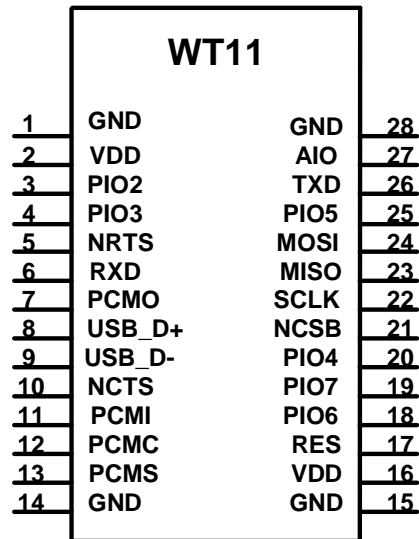 WT11
1 GND GND 28
2 VDD AIO 27
3 PIO2 TXD 26
4 PIO3 PIO5 25
5 NRTS MOSI 24
6 RXD MISO 23
7 PCMO SCLK 22
8 USB_D+ NCSB 21
9 USB_D- PIO4 20
10 NCTS PIO7 19
11 PCMI PIO6 18
12 PCMC RES 17
13 PCMS VDD 16
14 GND GND 15